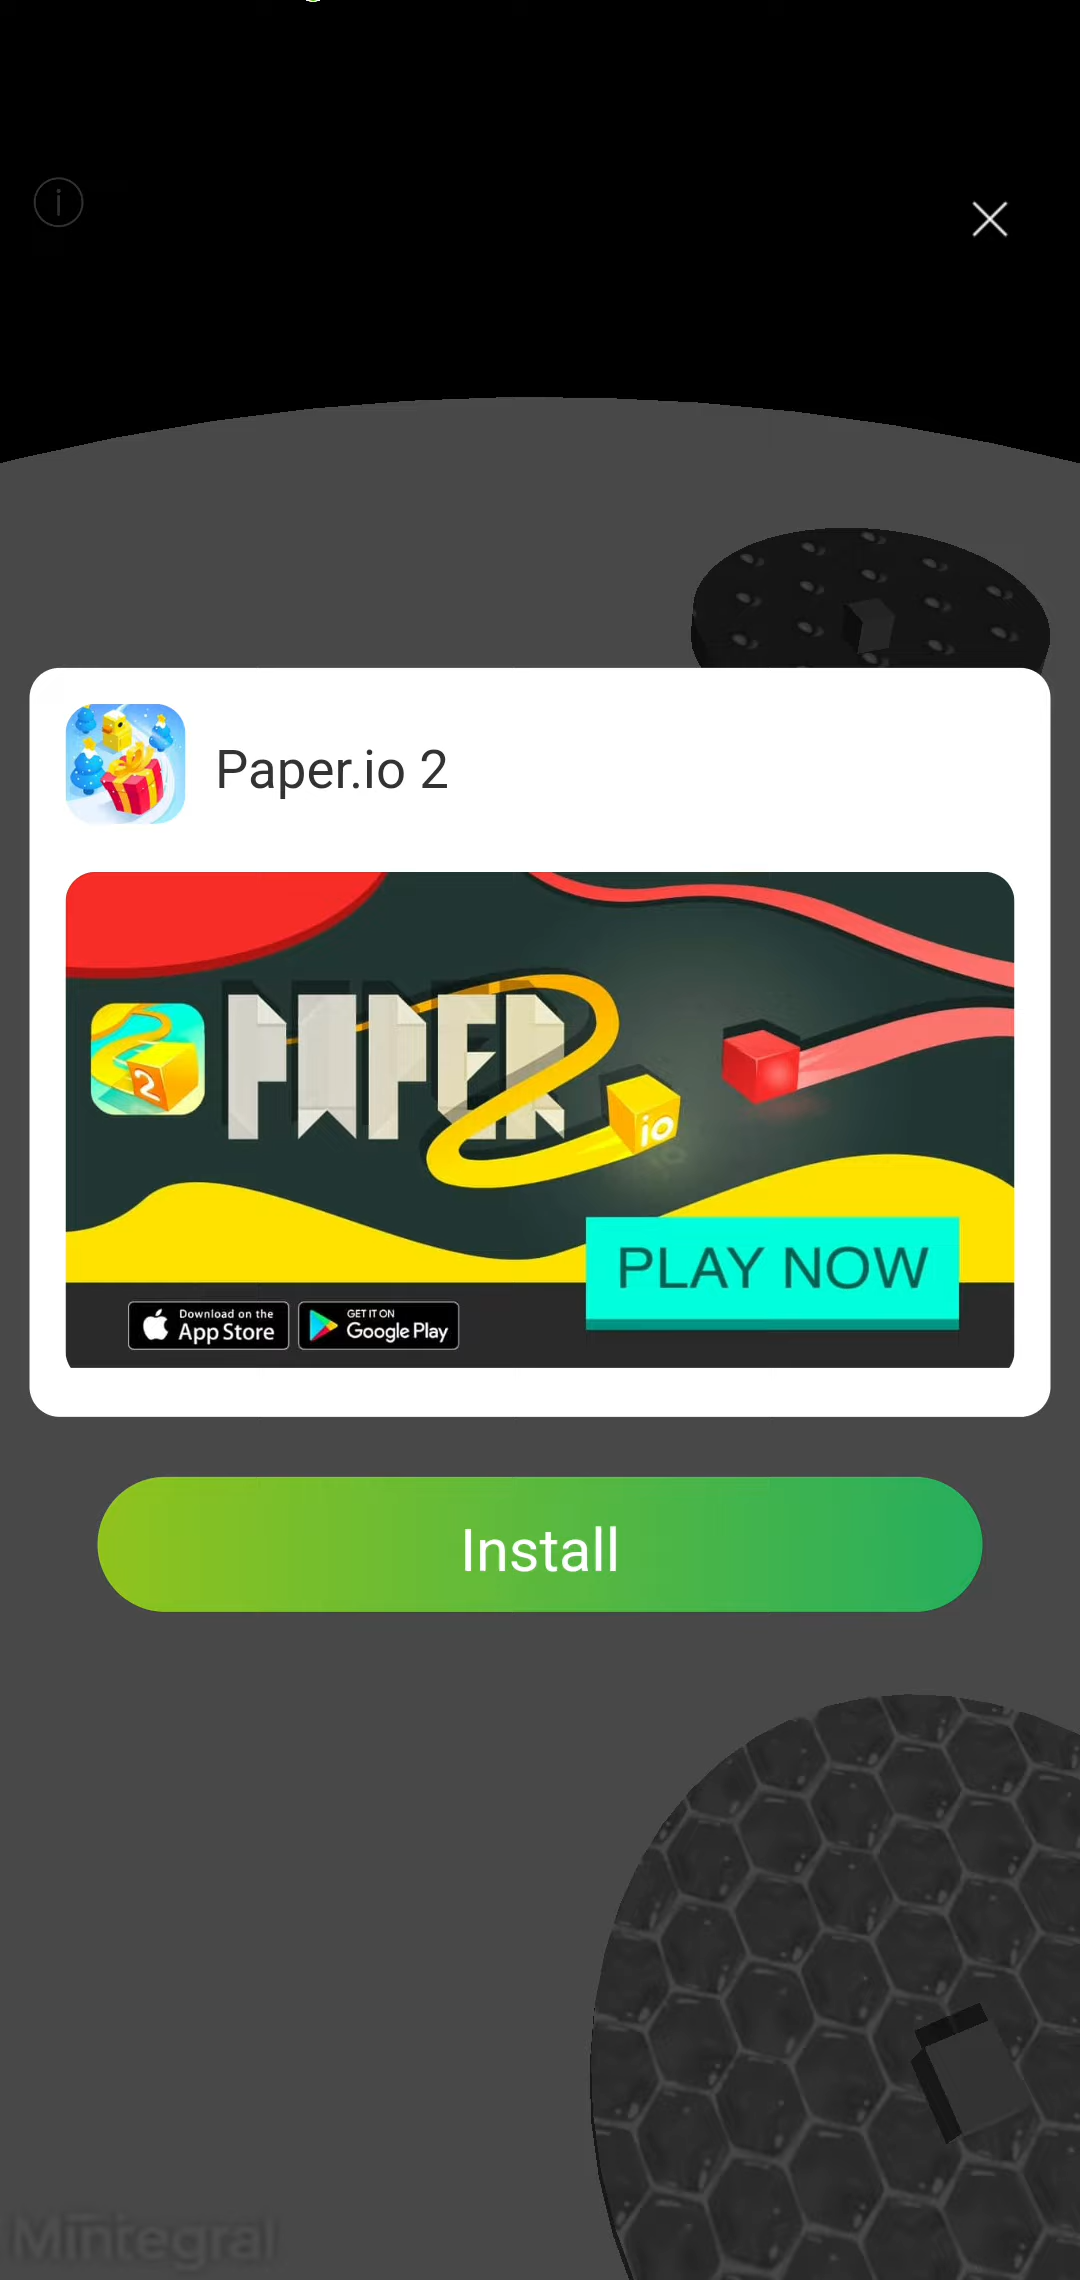 Paper.io 2
2
PAPER
io
PLAY NOW
Download on the
App Store
GET IT ON
Google Play
Install
Mintegral